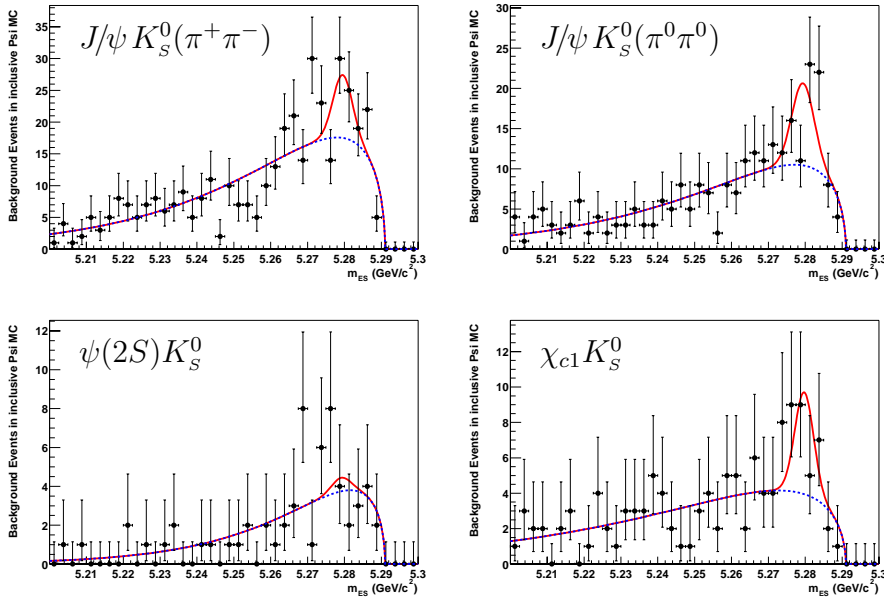 Background Events in inclusive Psi MC
35
30
25
20
15
10
5
0
J/ψ K⁰_S(π⁺π⁻)
5.21 5.22 5.23 5.24 5.25 5.26 5.27 5.28 5.29 5.3
m_ES (GeV/c²)
Background Events in inclusive Psi MC
30
25
20
15
10
5
0
J/ψ K⁰_S(π⁰π⁰)
5.21 5.22 5.23 5.24 5.25 5.26 5.27 5.28 5.29 5.3
m_ES (GeV/c²)
Background Events in inclusive Psi MC
12
10
8
6
4
2
0
ψ(2S)K⁰_S
5.21 5.22 5.23 5.24 5.25 5.26 5.27 5.28 5.29 5.3
m_ES (GeV/c²)
Background Events in inclusive Psi MC
12
10
8
6
4
2
0
χ_c1 K⁰_S
5.21 5.22 5.23 5.24 5.25 5.26 5.27 5.28 5.29 5.3
m_ES (GeV/c²)